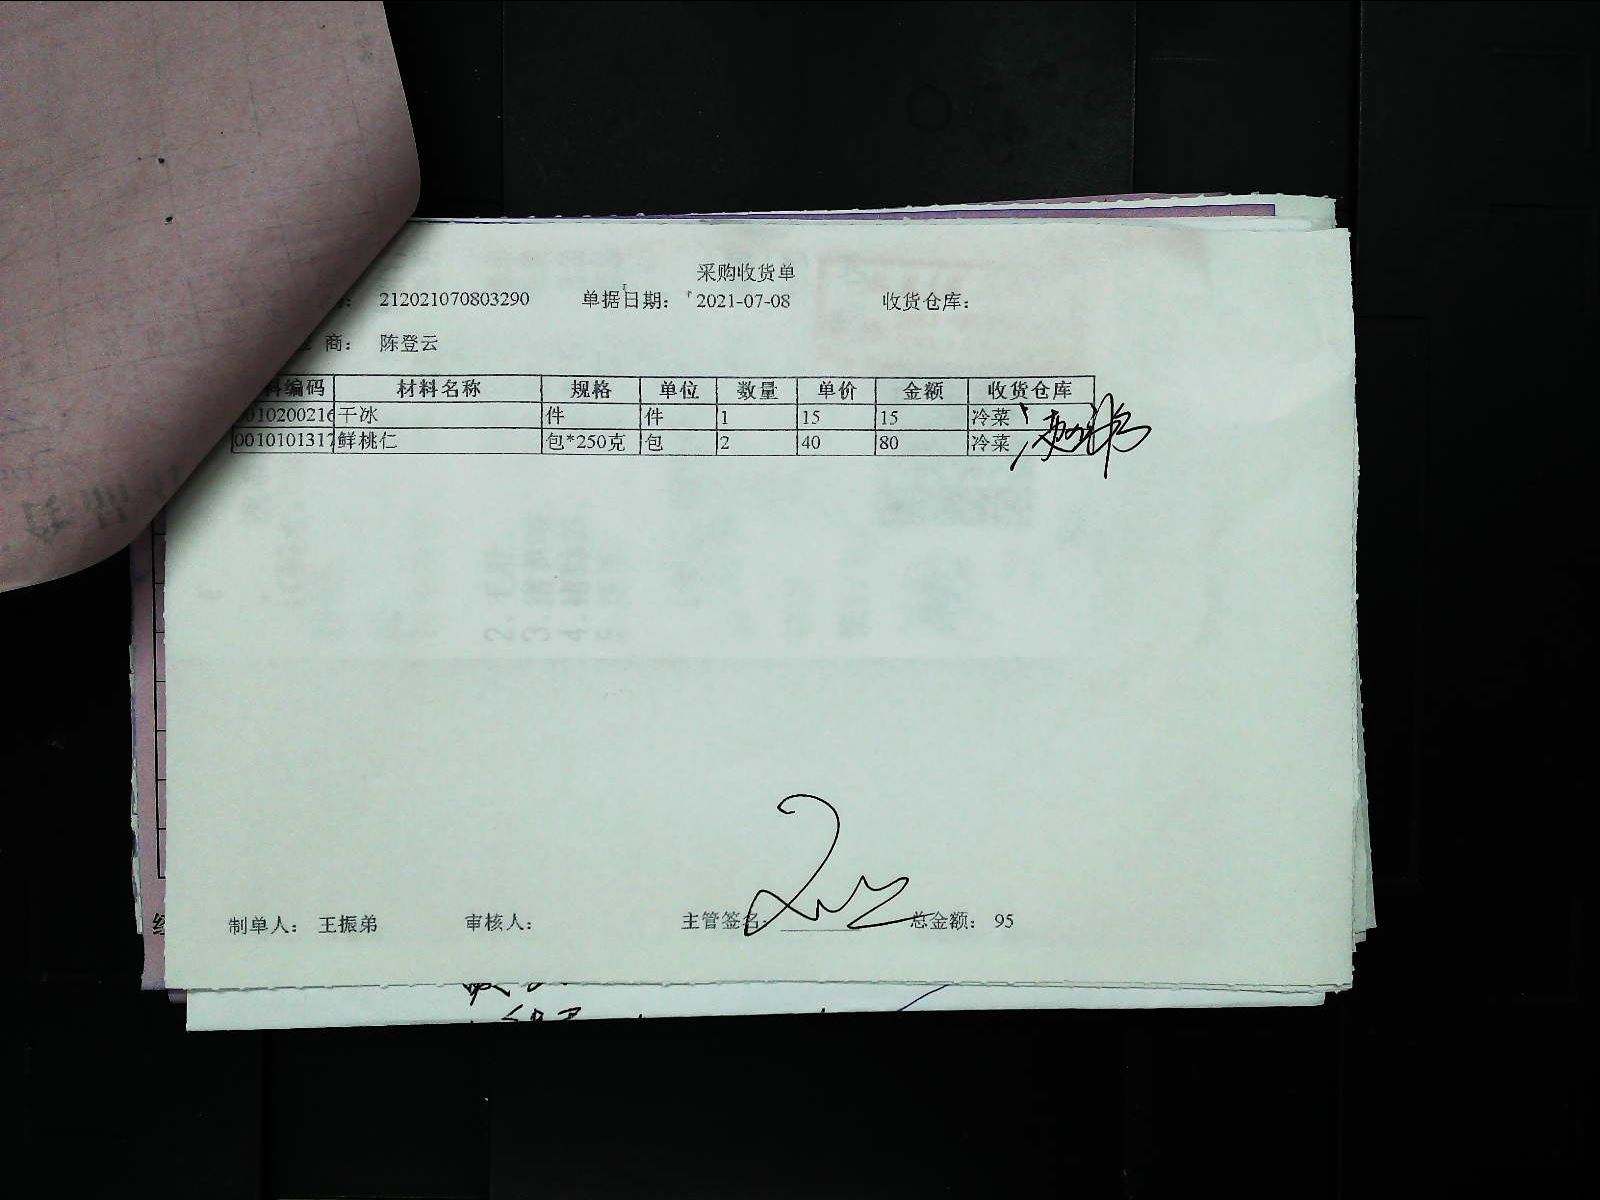 采购收货单
212021070803290 单据日期: 2021-07-08 收货仓库:
商: 陈登云
料编码 材料名称 规格 单位 数量 单价 金额 收货仓库
010200216 干冰 件 件 1 15 15 冷菜
0010101317 鲜桃仁 包*250克 包 2 40 80 冷菜
制单人: 王振弟 审核人: 主管签名: 总金额: 95